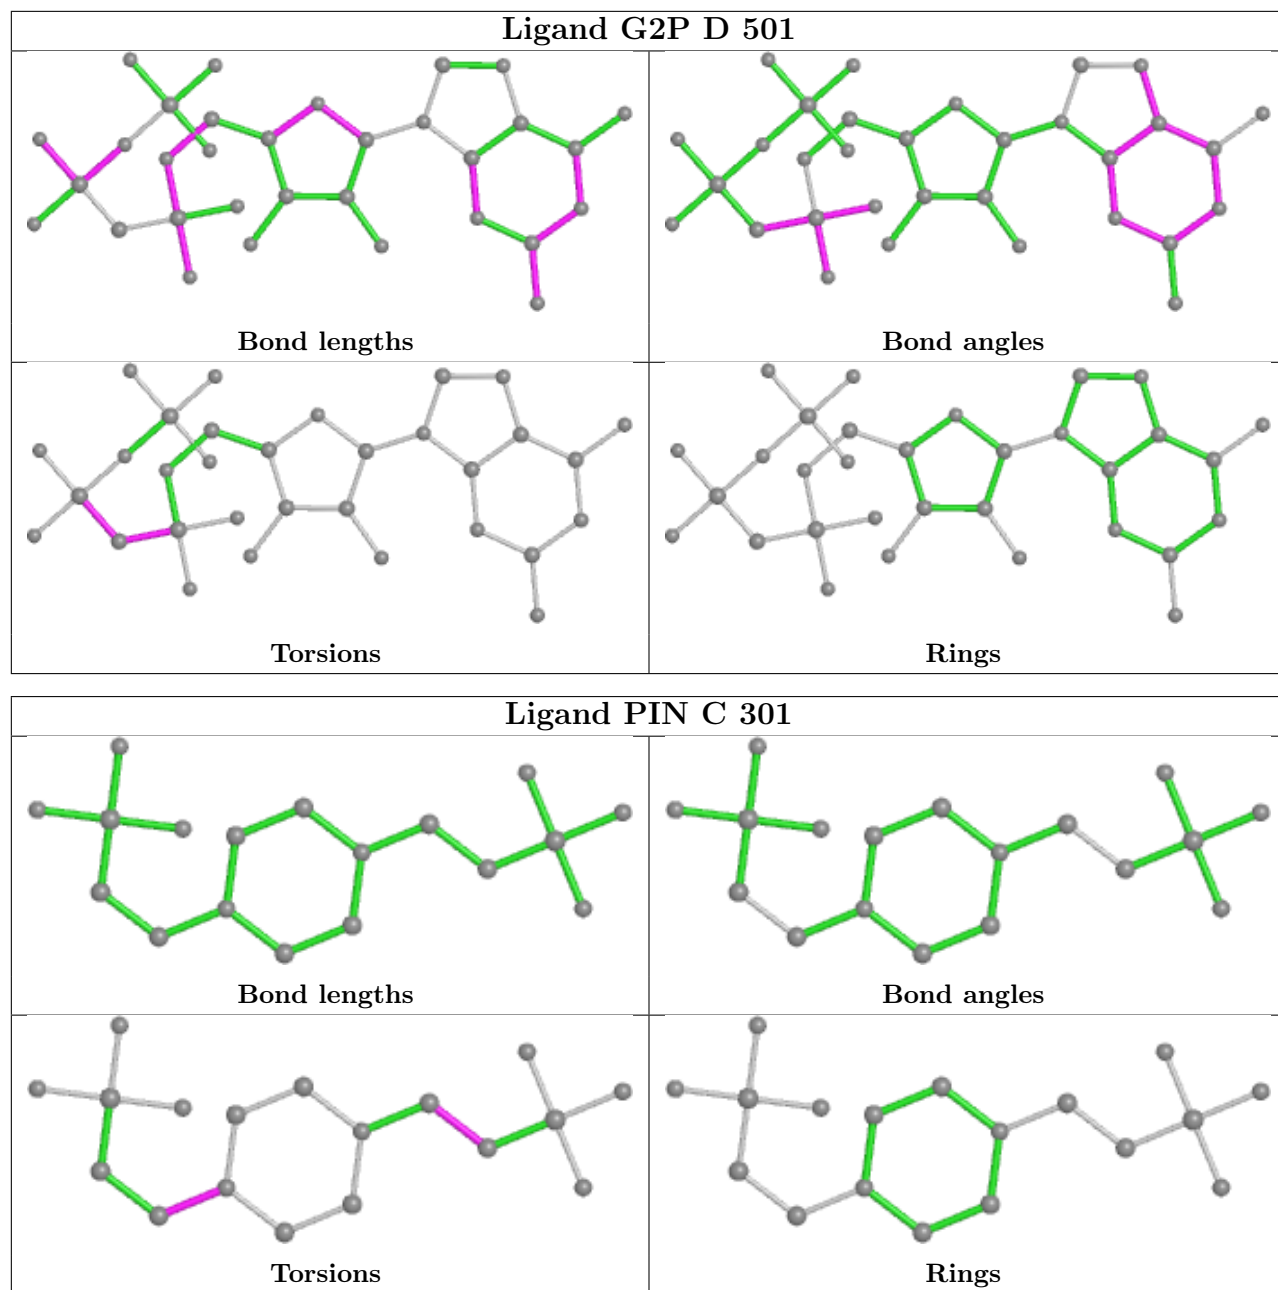 Ligand G2P D 501
Bond lengths
Bond angles
Torsions
Rings
Ligand PIN C 301
Bond lengths
Bond angles
Torsions
Rings